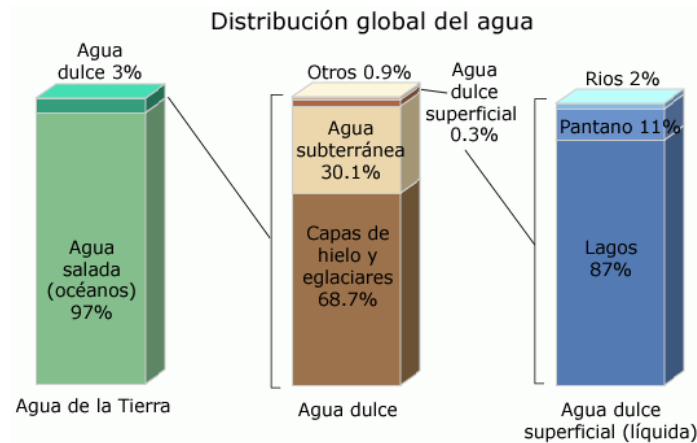 Distribución global del agua
Agua
dulce 3%
Agua
salada
(océanos)
97%
Agua de la Tierra
Otros 0.9%
Agua
dulce
superficial
0.3%
Agua
subterránea
30.1%
Capas de
hielo y
eglaciares
68.7%
Agua dulce
Rios 2%
Pantano 11%
Lagos
87%
Agua dulce
superficial (líquida)